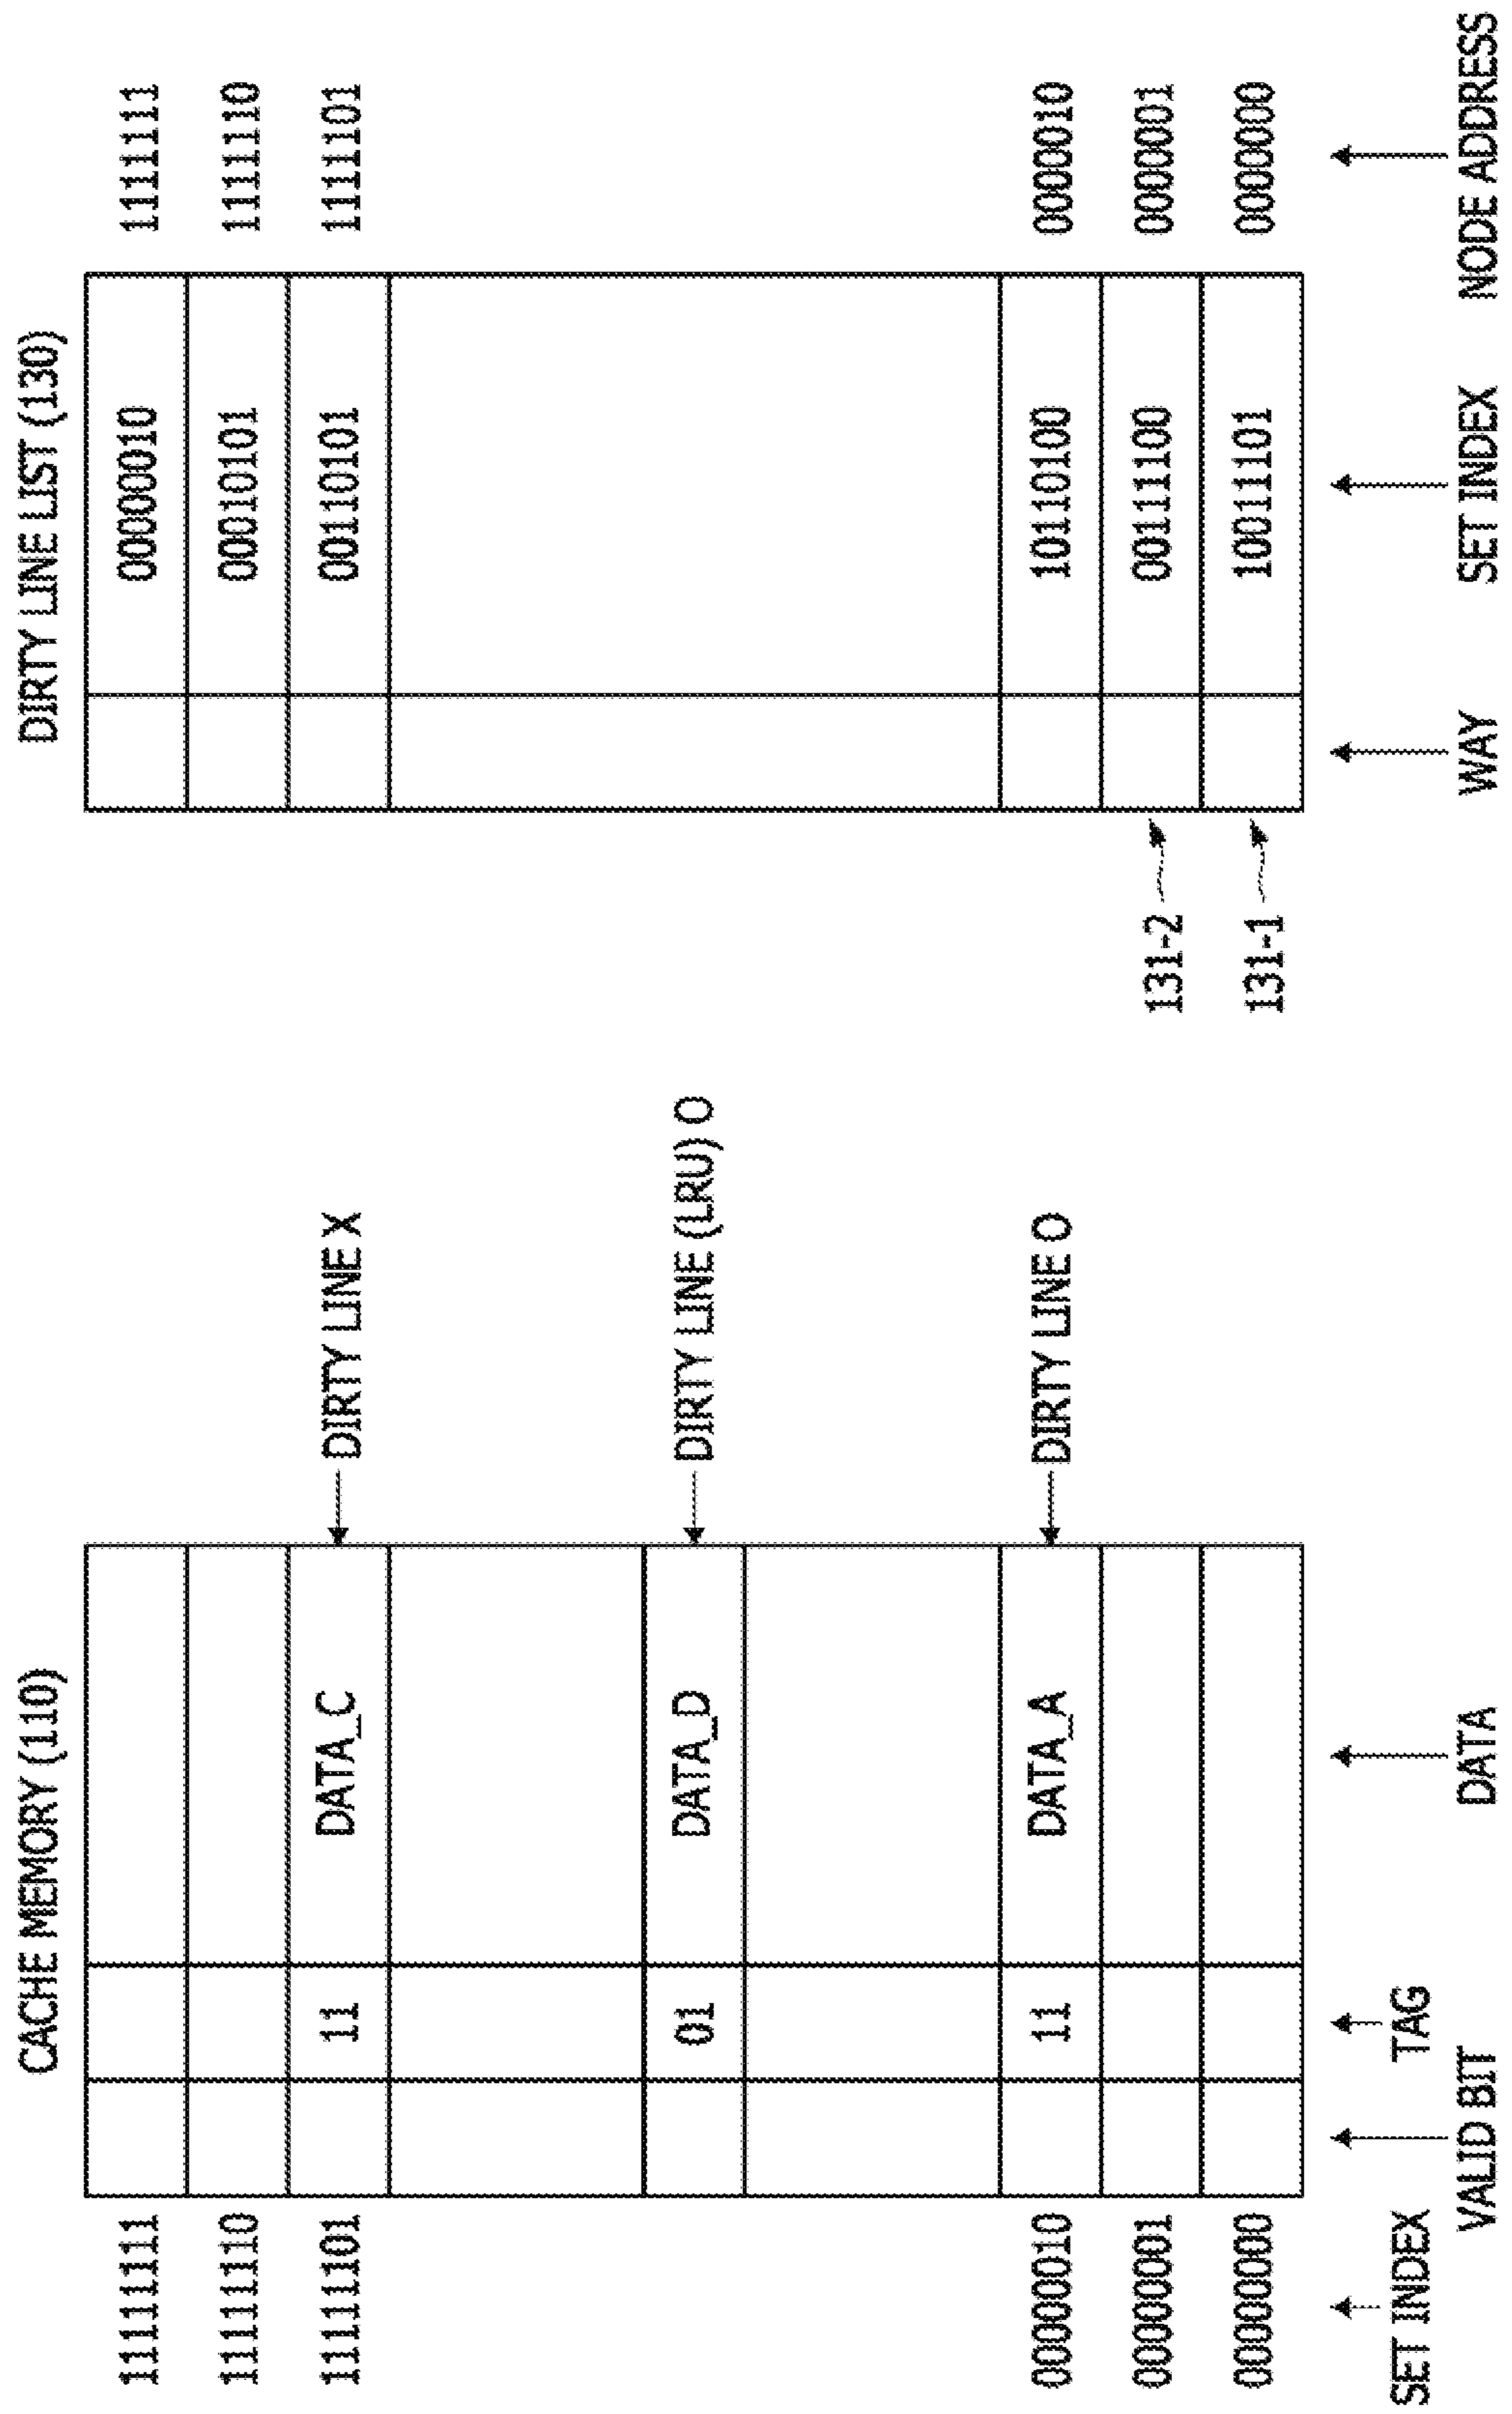 CACHE MEMORY (110)
11111111
11111110
11111101 11 DATA_C DIRTY LINE X
01 DATA_D DIRTY LINE (LRU) O
00000010 11 DATA_A DIRTY LINE O
00000001
00000000
SET INDEX
VALID BIT
TAG
DATA
DIRTY LINE LIST (130)
00000010 1111111
00010101 1111110
00110101 1111101
10110100 0000010
131-2 00111100 0000001
131-1 10011101 0000000
WAY
SET INDEX
NODE ADDRESS